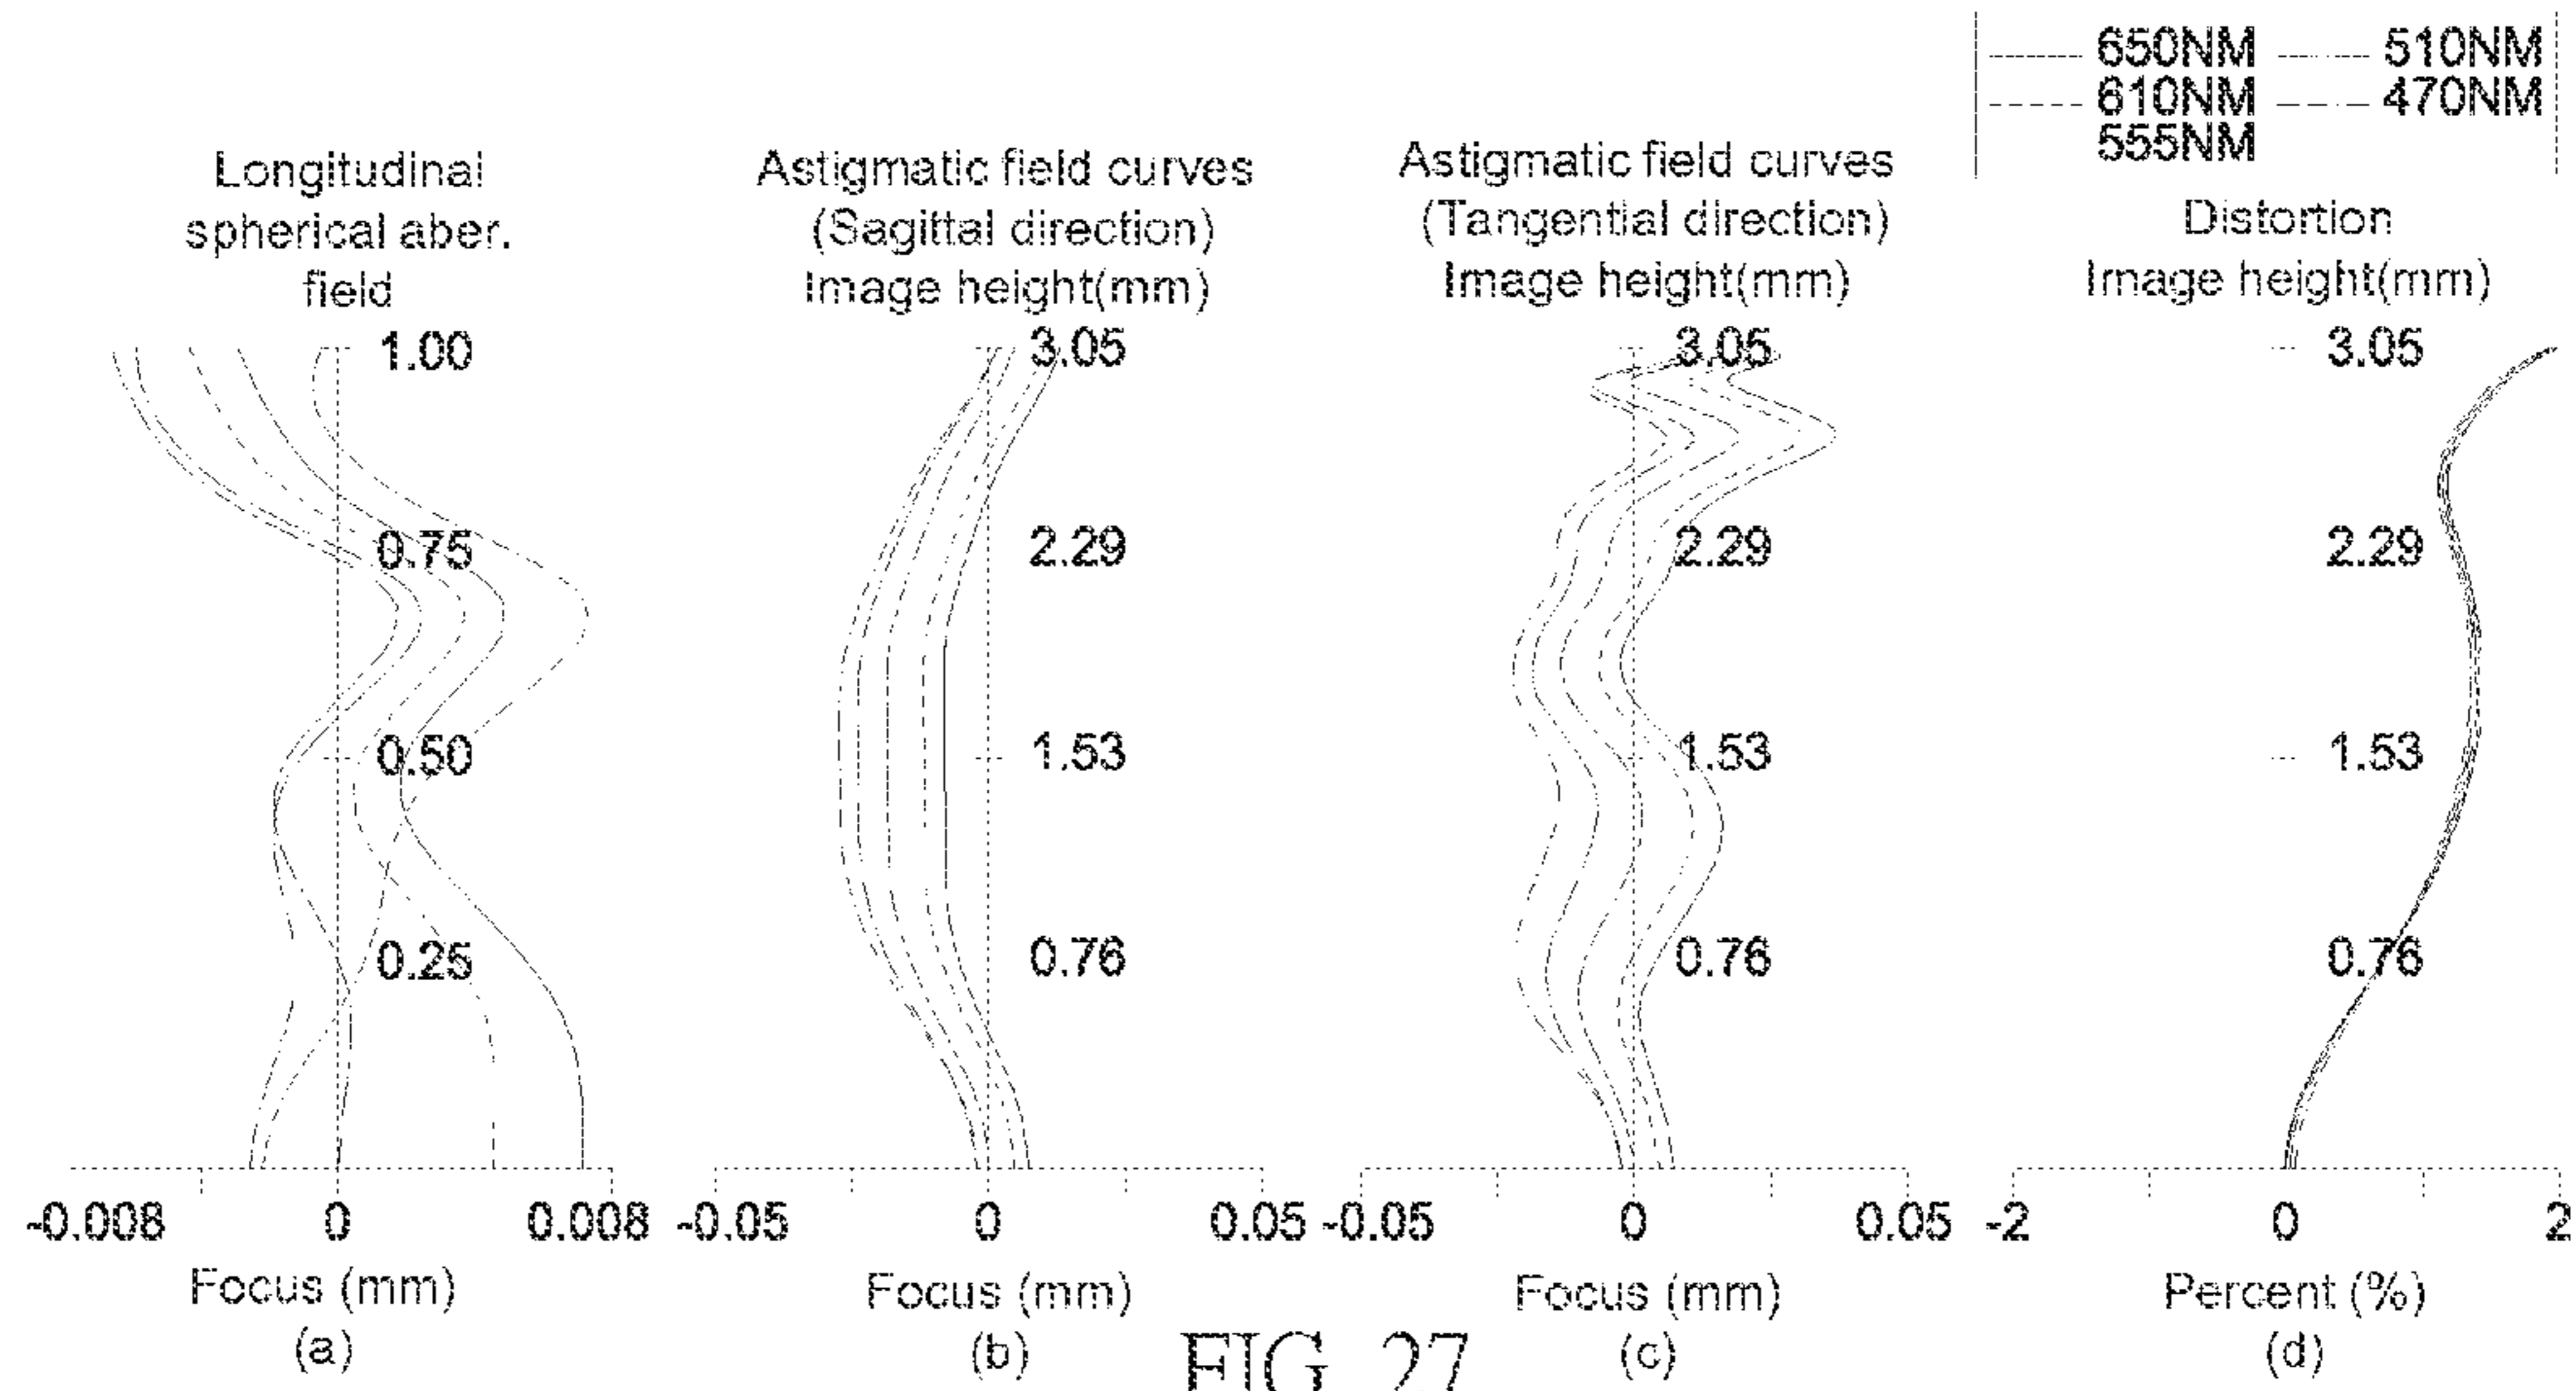 650NM 510NM
610NM 470NM
555NM
Longitudinal
spherical aber.
field
1.00
0.75
0.50
0.25
-0.008 0 0.008
Focus (mm)
(a)
Astigmatic field curves
(Sagittal direction)
Image height(mm)
3.05
2.29
1.53
0.76
-0.05 0 0.05
Focus (mm)
(b)
Astigmatic field curves
(Tangential direction)
Image height(mm)
3.05
2.29
1.53
0.76
-0.05 0 0.05
Focus (mm)
(c)
Distortion
Image height(mm)
3.05
2.29
1.53
0.76
-2 0 2
Percent (%)
(d)
FIG. 27